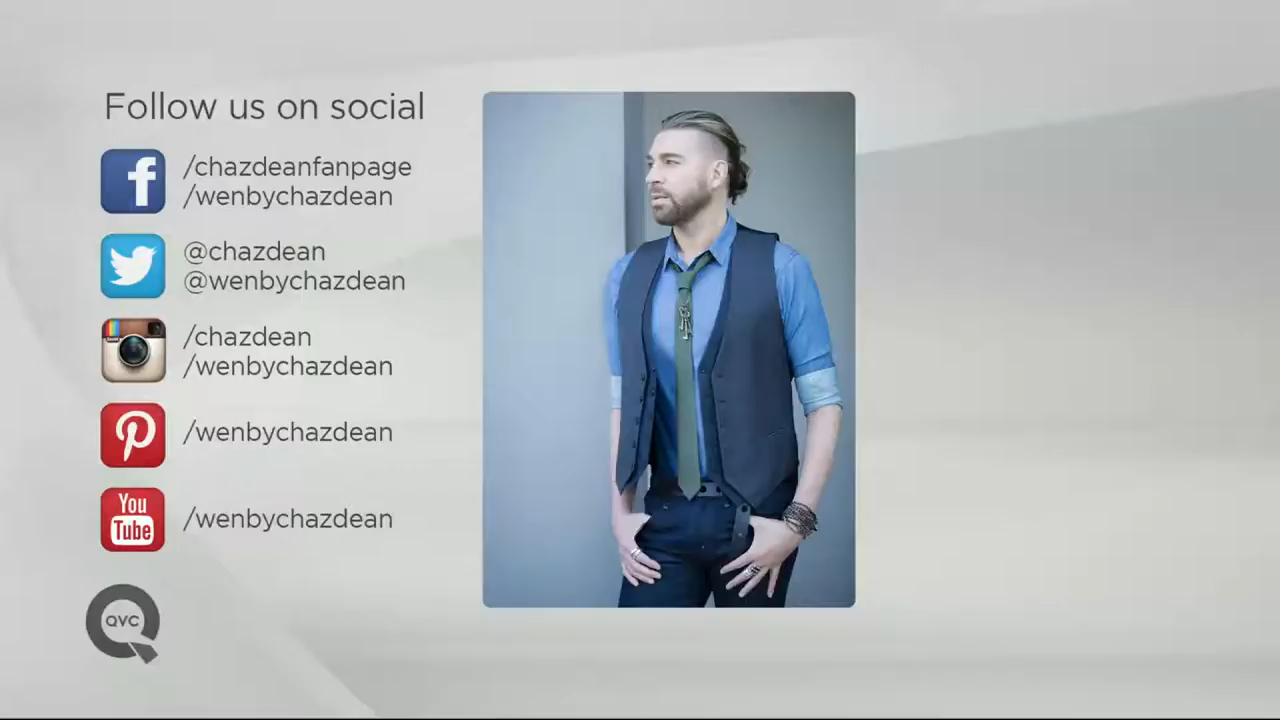 Follow us on social
/chazdeanfanpage
/wenbychazdean
@chazdean
@wenbychazdean
/chazdean
/wenbychazdean
/wenbychazdean
You
Tube
/wenbychazdean
QVC